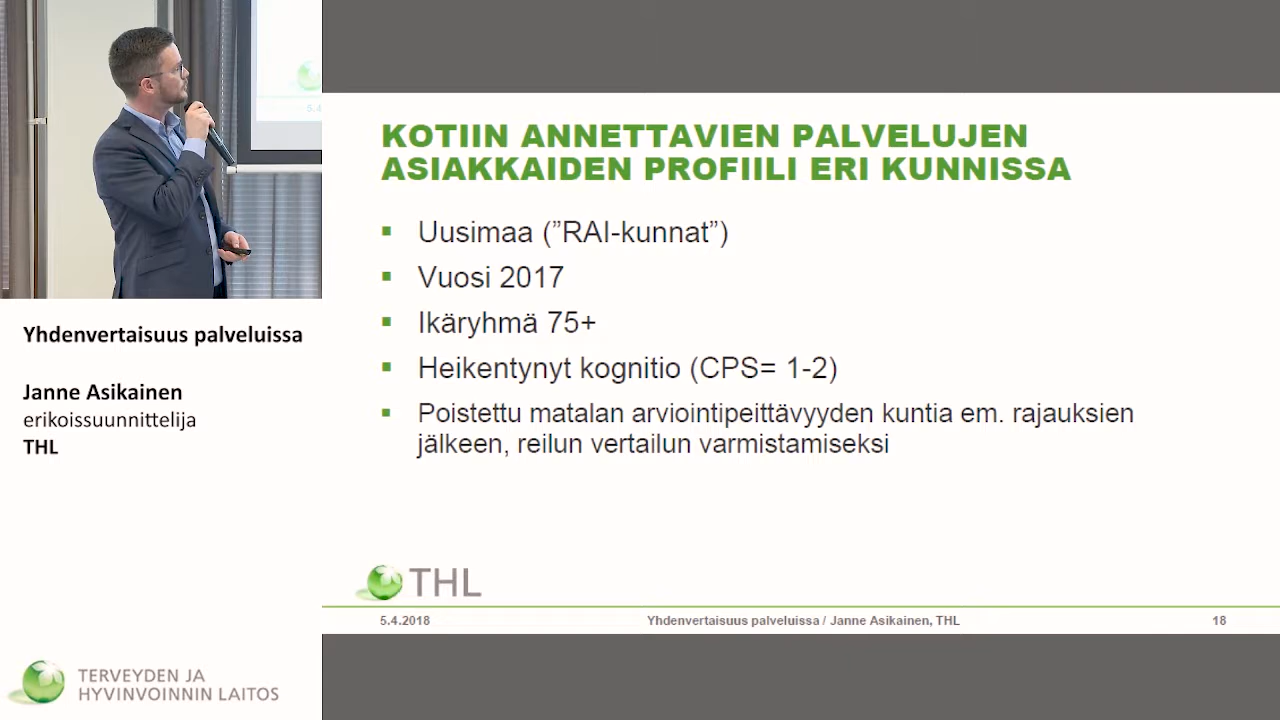 5.4
Yhdenvertaisuus palveluissa
Janne Asikainen
erikoissuunnittelija
THL
TERVEYDEN JA
HYVINVOINNIN LAITOS
KOTIIN ANNETTAVIEN PALVELUJEN
ASIAKKAIDEN PROFIILI ERI KUNNISSA
▪ Uusimaa (”RAI-kunnat”)
▪ Vuosi 2017
▪ Ikäryhmä 75+
▪ Heikentynyt kognitio (CPS= 1-2)
▪ Poistettu matalan arviointipeittävyyden kuntia em. rajauksien
jälkeen, reilun vertailun varmistamiseksi
THL
5.4.2018 Yhdenvertaisuus palveluissa / Janne Asikainen, THL 18